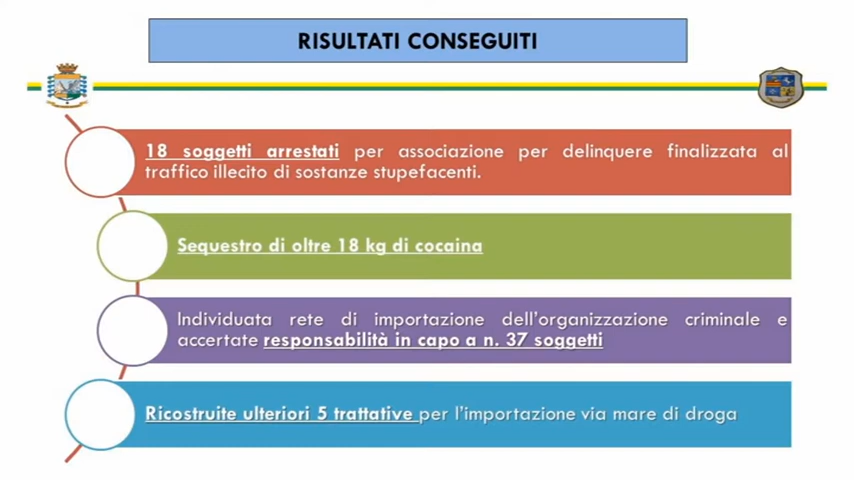 RISULTATI CONSEGUITI
18 soggetti arrestati per associazione per delinquere finalizzata al
traffico illecito di sostanze stupefacenti.
Sequestro di oltre 18 kg di cocaina
Individuata rete di importazione dell'organizzazione criminale e
accertate responsabilità in capo a n. 37 soggetti
Ricostruite ulteriori 5 trattative per l'importazione via mare di droga